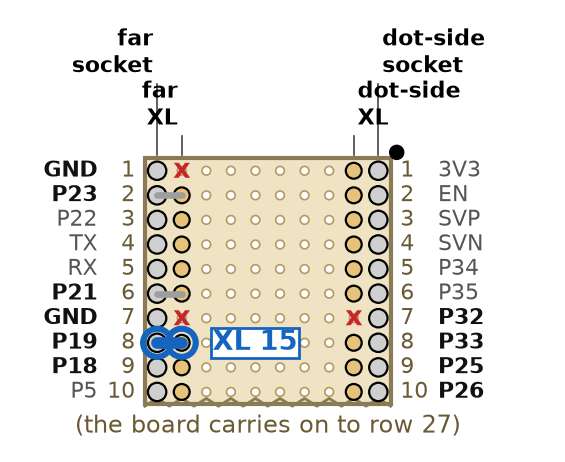 far
socket
dot-side
socket
far
XL
dot-side
XL
GND 1 X 1 3V3
P23 2 2 EN
P22 3 3 SVP
TX 4 4 SVN
RX 5 5 P34
P21 6 6 P35
GND 7 X X 7 P32
P19 8 XL 15 8 P33
P18 9 9 P25
P5 10 10 P26
(the board carries on to row 27)